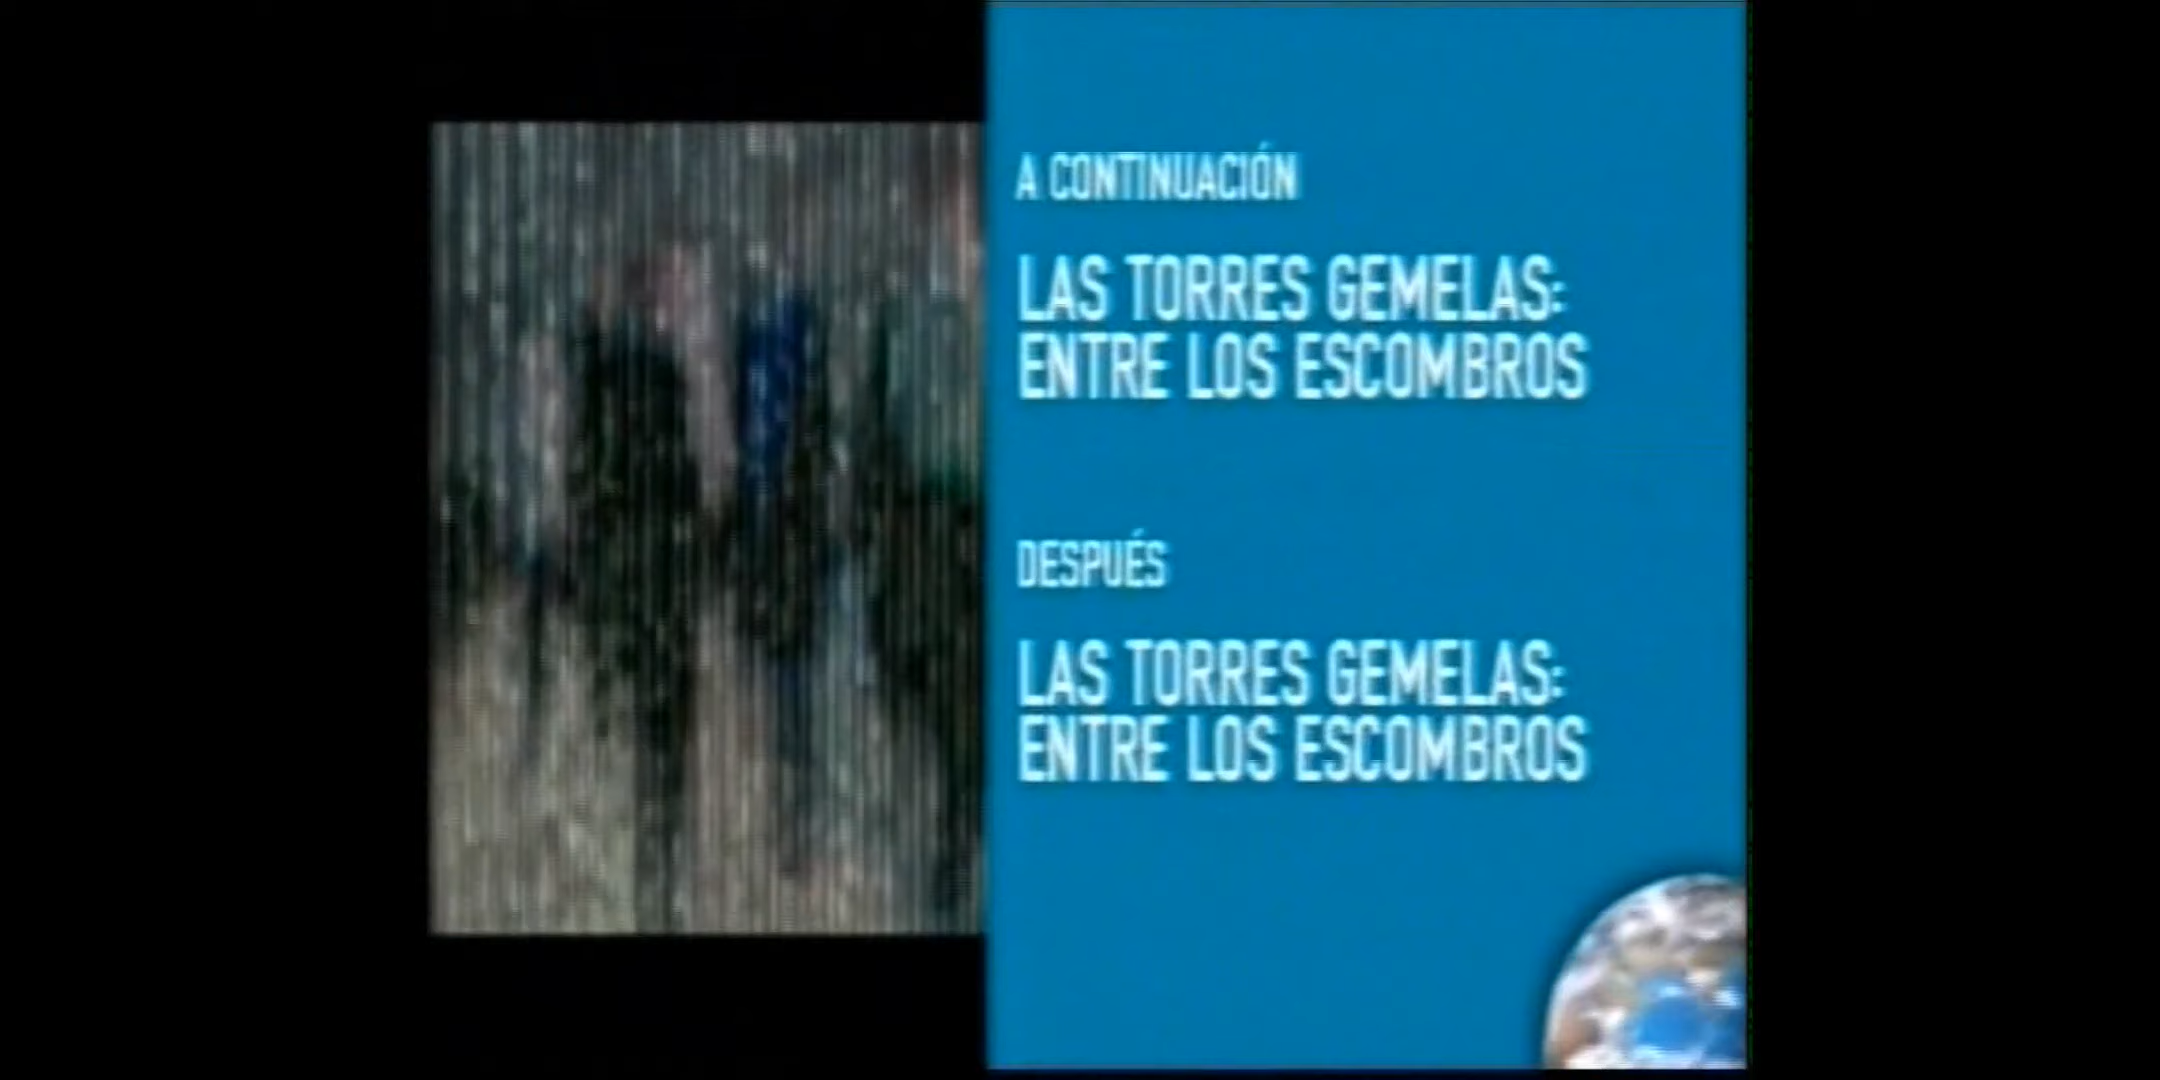 A CONTINUACIÓN
LAS TORRES GEMELAS:
ENTRE LOS ESCOMBROS
DESPUÉS
LAS TORRES GEMELAS:
ENTRE LOS ESCOMBROS